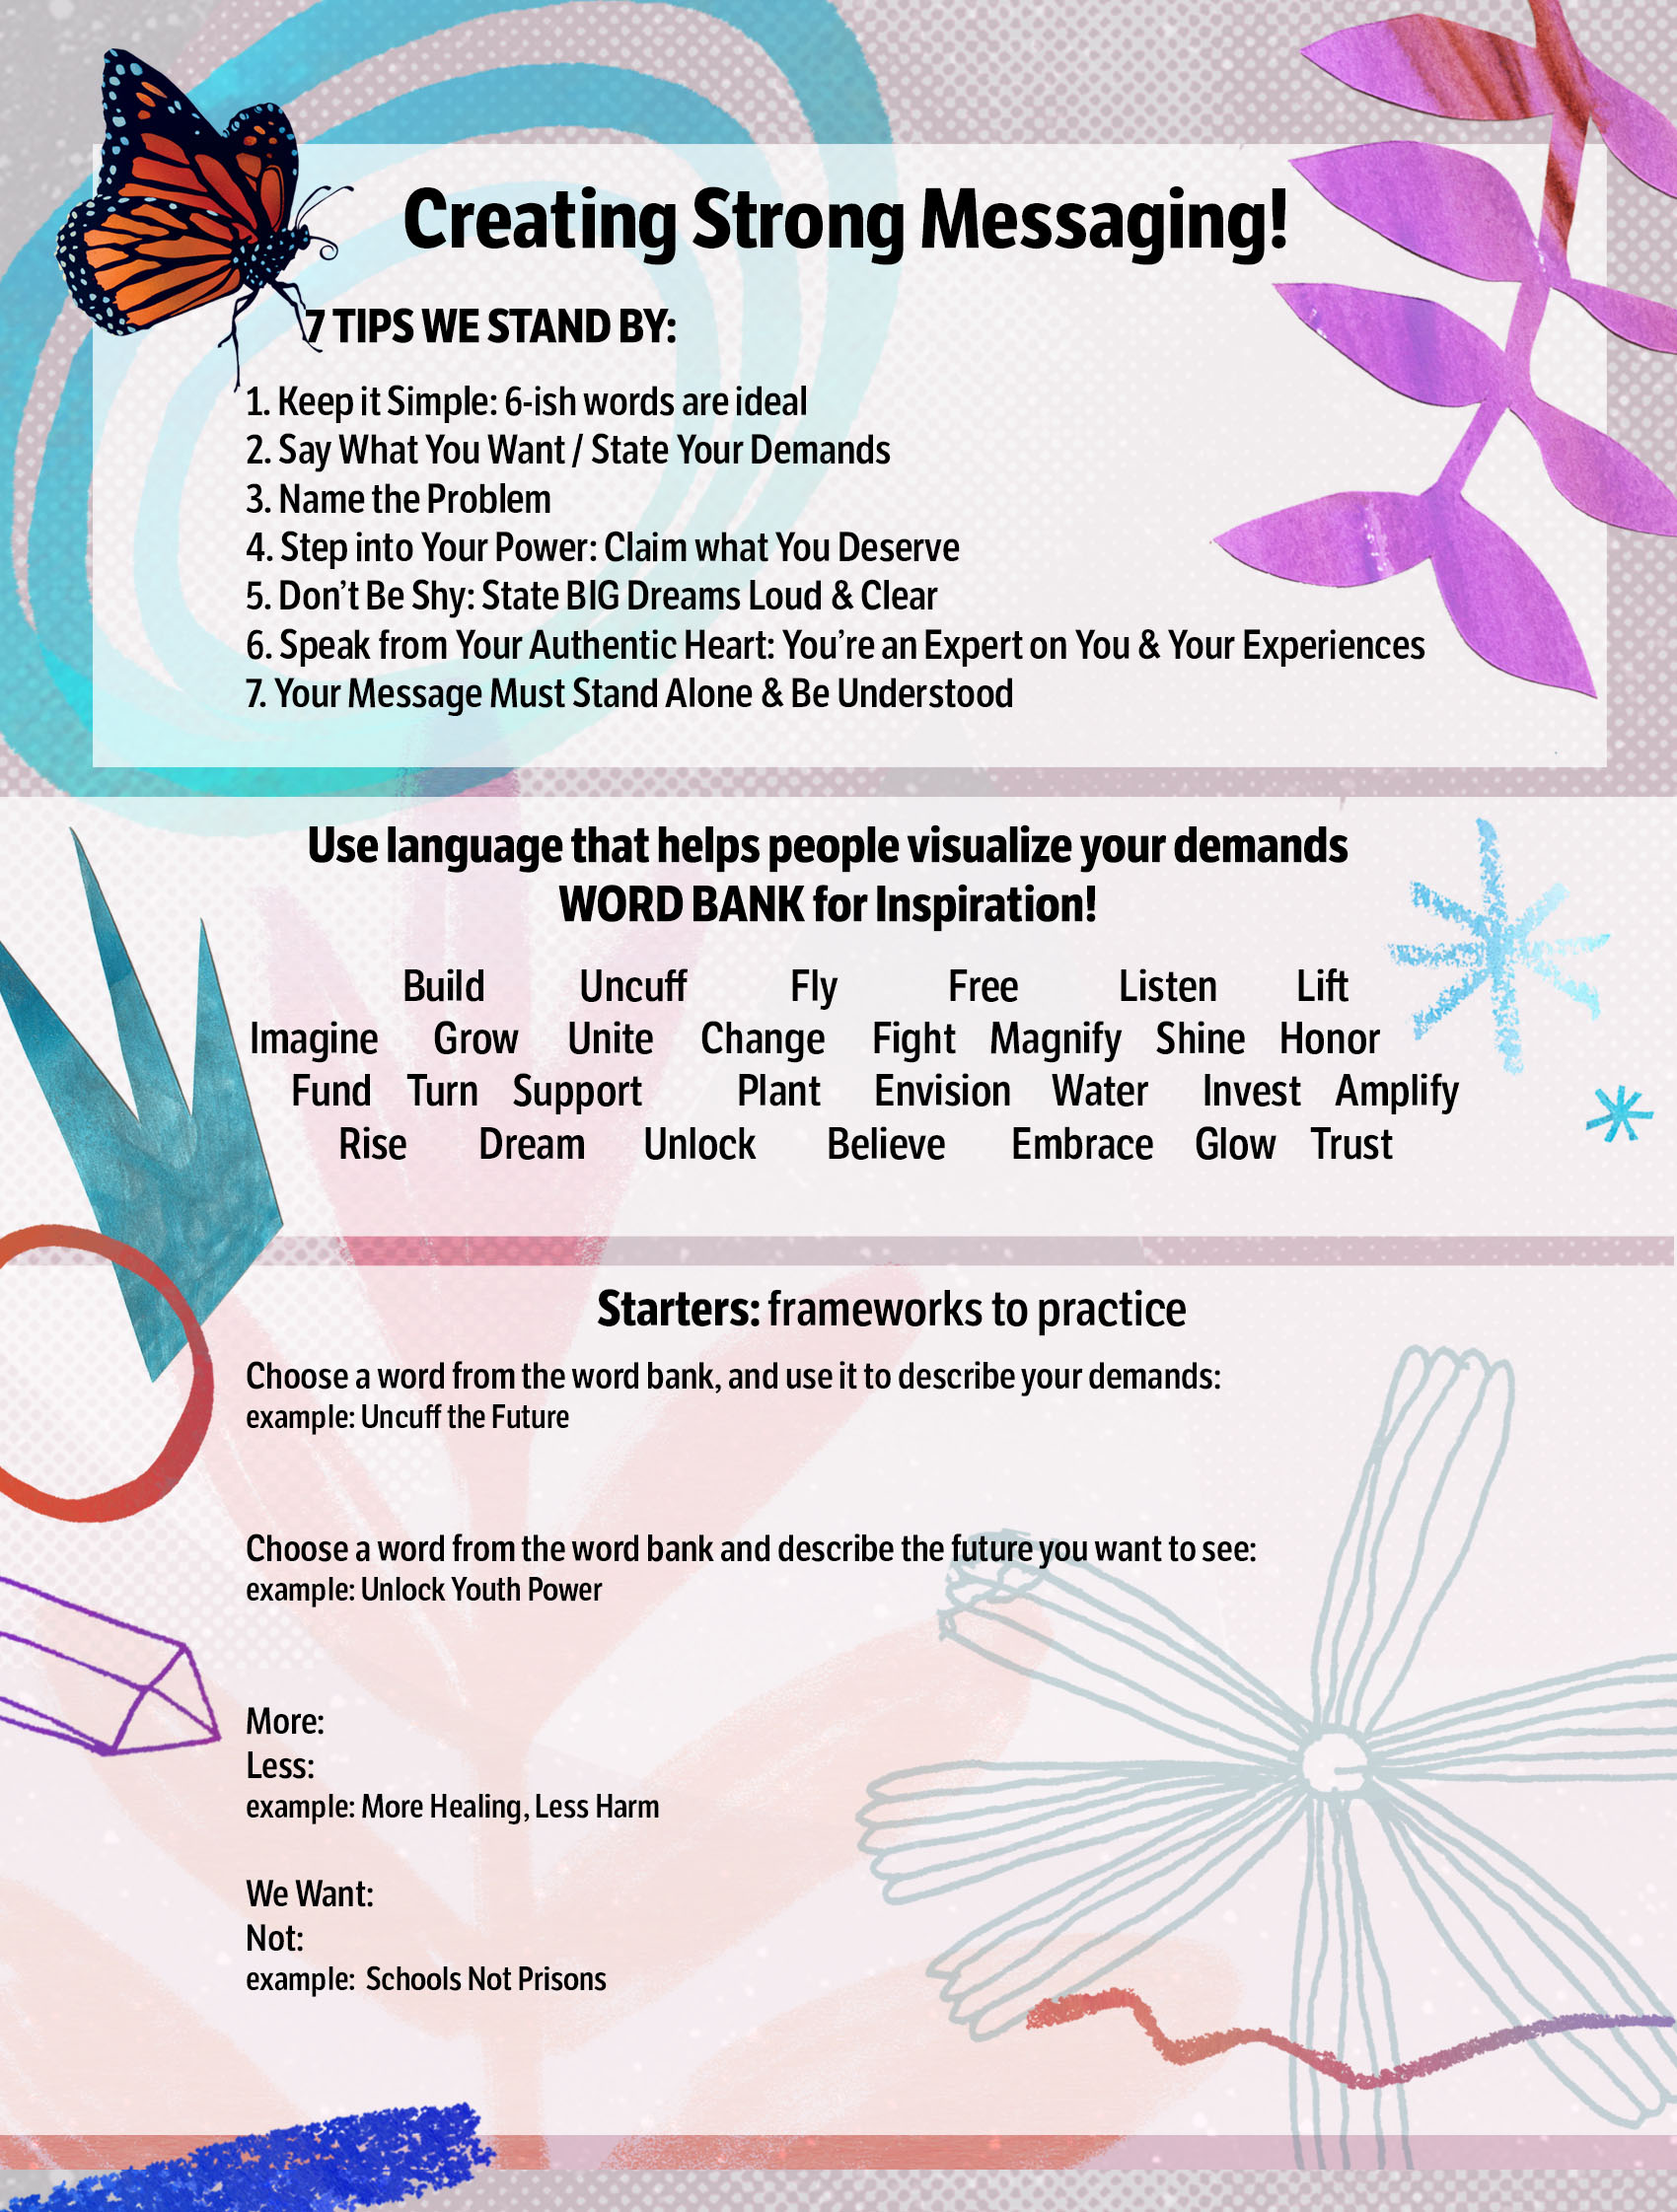 Creating Strong Messaging!
7 TIPS WE STAND BY:
1. Keep it Simple: 6-ish words are ideal
2. Say What You Want / State Your Demands
3. Name the Problem
4. Step into Your Power: Claim what You Deserve
5. Don’t Be Shy: State BIG Dreams Loud & Clear
6. Speak from Your Authentic Heart: You’re an Expert on You & Your Experiences
7. Your Message Must Stand Alone & Be Understood
Use language that helps people visualize your demands
WORD BANK for Inspiration!
Build Uncuff Fly Free Listen Lift
Imagine Grow Unite Change Fight Magnify Shine Honor
Fund Turn Support Plant Envision Water Invest Amplify
Rise Dream Unlock Believe Embrace Glow Trust
Starters: frameworks to practice
Choose a word from the word bank, and use it to describe your demands:
example: Uncuff the Future
Choose a word from the word bank and describe the future you want to see:
example: Unlock Youth Power
More:
Less:
example: More Healing, Less Harm
We Want:
Not:
example: Schools Not Prisons